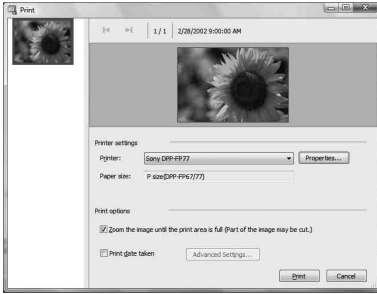 Print
1 / 1 2/28/2002 9:00:00 AM
Printer settings
Printer: Sony DPP-FP77 Properties...
Paper size: P size(DPP-FP67/77)
Print options
Zoom the image until the print area is full (Part of the image may be cut.)
Print date taken Advanced Settings...
Print Cancel